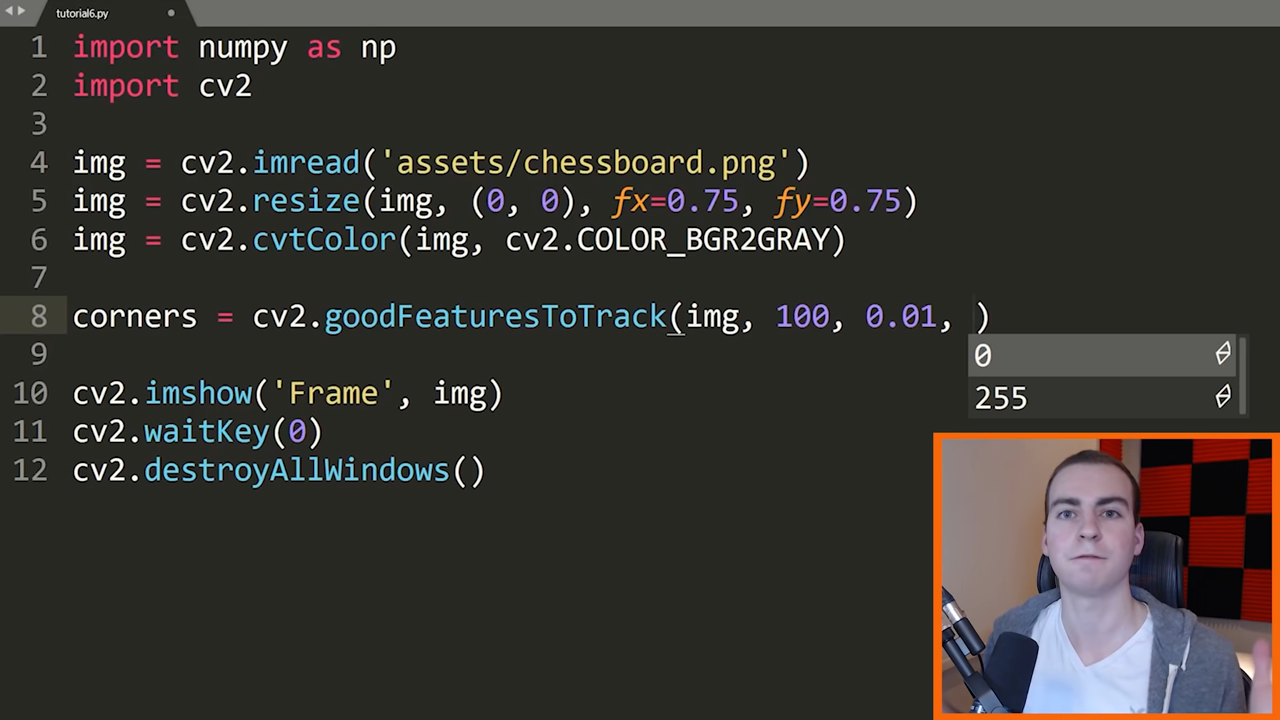 tutorial6.py
1 import numpy as np
2 import cv2
3
4 img = cv2.imread('assets/chessboard.png')
5 img = cv2.resize(img, (0, 0), fx=0.75, fy=0.75)
6 img = cv2.cvtColor(img, cv2.COLOR_BGR2GRAY)
7
8 corners = cv2.goodFeaturesToTrack(img, 100, 0.01, )
0
255
9
10 cv2.imshow('Frame', img)
11 cv2.waitKey(0)
12 cv2.destroyAllWindows()